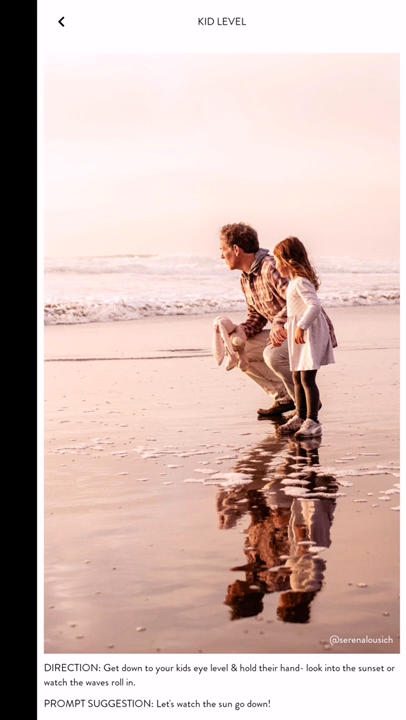 KID LEVEL
@serenalousich
DIRECTION: Get down to your kids eye level & hold their hand- look into the sunset or
watch the waves roll in.
PROMPT SUGGESTION: Let's watch the sun go down!